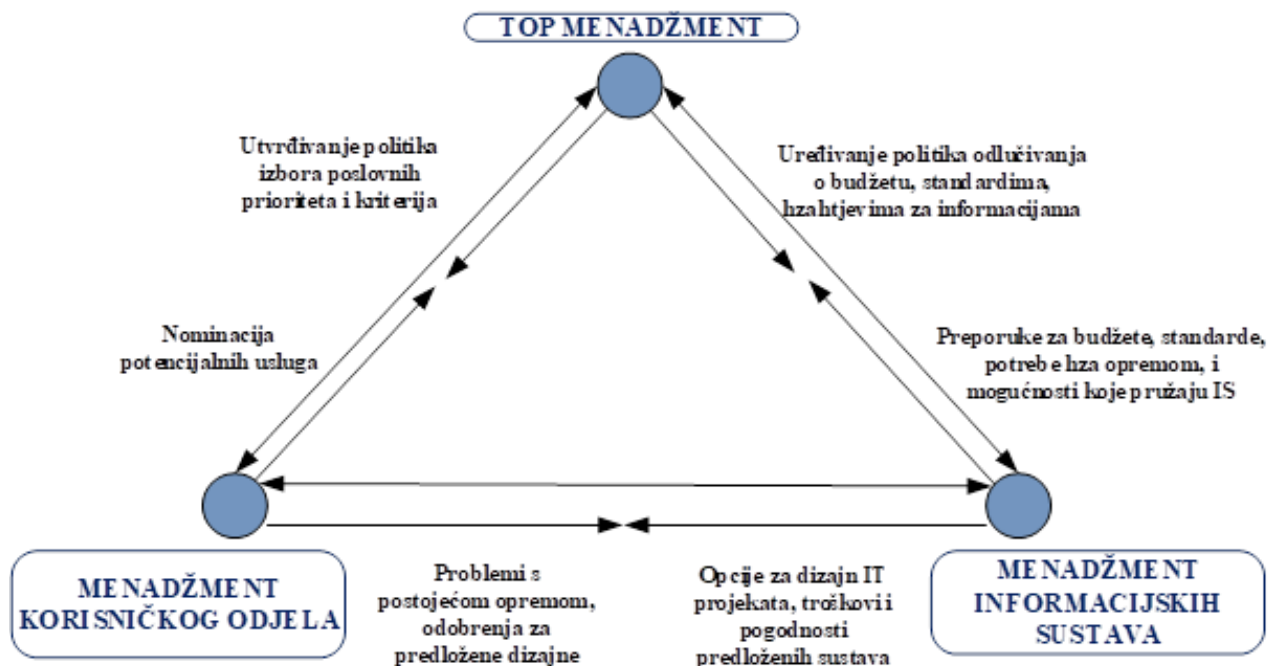 TOP MENADŽMENT
Utvrđivanje politika
izbora poslovnih
prioriteta i kriterija
Uređivanje politika odlučivanja
o budžetu, standardima,
hzahtjevima za informacijama
Nominacija
potencijalnih usluga
Preporuke za budžete, standarde,
potrebe hza opremom, i
mogućnosti koje pružaju IS
MENADŽMENT
KORISNIČKOG ODJELA
Problemi s
postojećom opremom,
odobrenja za
predložene dizajne
Opcije za dizajn IT
projekata, troškovi i
pogodnosti
predloženih sustava
MENADŽMENT
INFORMACIJSKIH
SUSTAVA